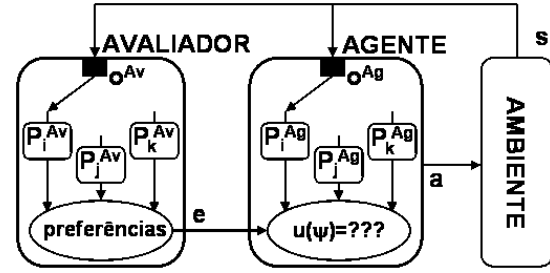 AVALIADOR
AGENTE
s
o^Av
o^Ag
P_i^Av
P_j^Av
P_k^Av
P_i^Ag
P_j^Ag
P_k^Ag
preferências
e
u(ψ)=???
a
AMBIENTE